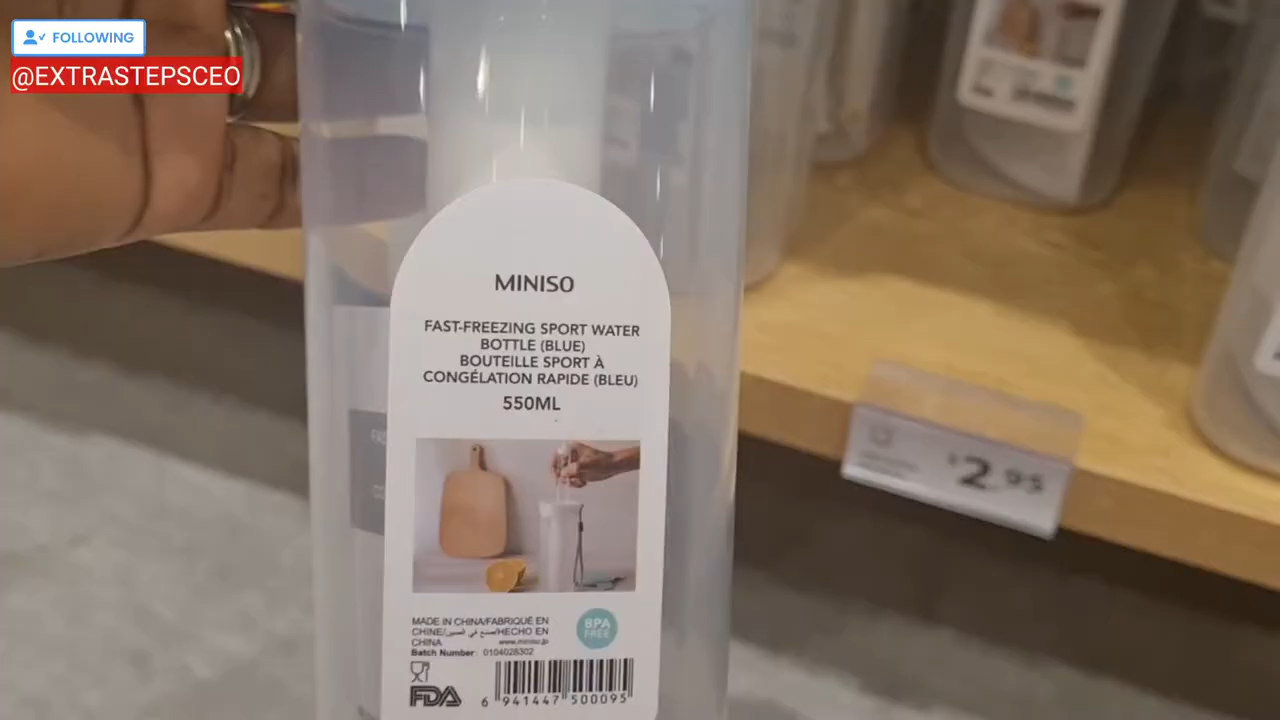 FOLLOWING
@EXTRASTEPSCEO
MINISO
FAST-FREEZING SPORT WATER
BOTTLE (BLUE)
BOUTEILLE SPORT À
CONGÉLATION RAPIDE (BLEU)
550ML
MADE IN CHINA/FABRIQUÉ EN
CHINE/صنع في الصين/HECHO EN
CHINA
www.miniso.jp
Batch Number: 0104028302
BPA
FREE
FDA
6 941447 500095
$2.95